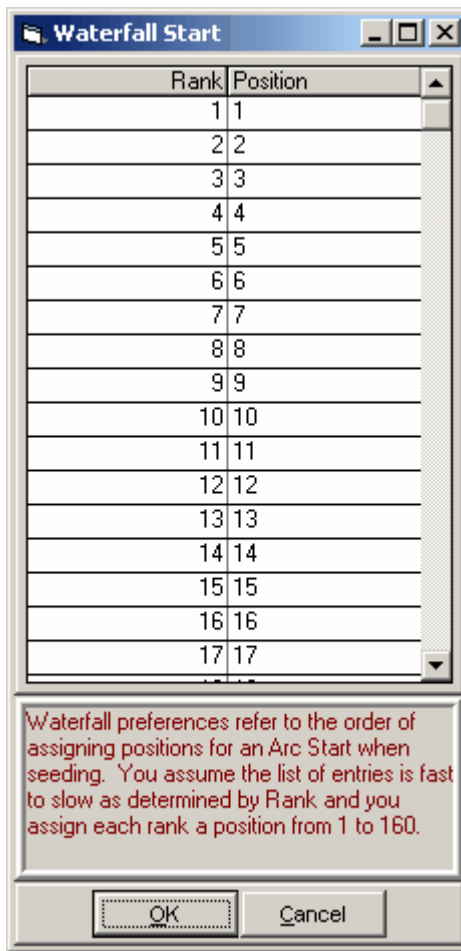 Waterfall Start
Rank Position
1 1
2 2
3 3
4 4
5 5
6 6
7 7
8 8
9 9
10 10
11 11
12 12
13 13
14 14
15 15
16 16
17 17
Waterfall preferences refer to the order of
assigning positions for an Arc Start when
seeding. You assume the list of entries is fast
to slow as determined by Rank and you
assign each rank a position from 1 to 160.
OK Cancel